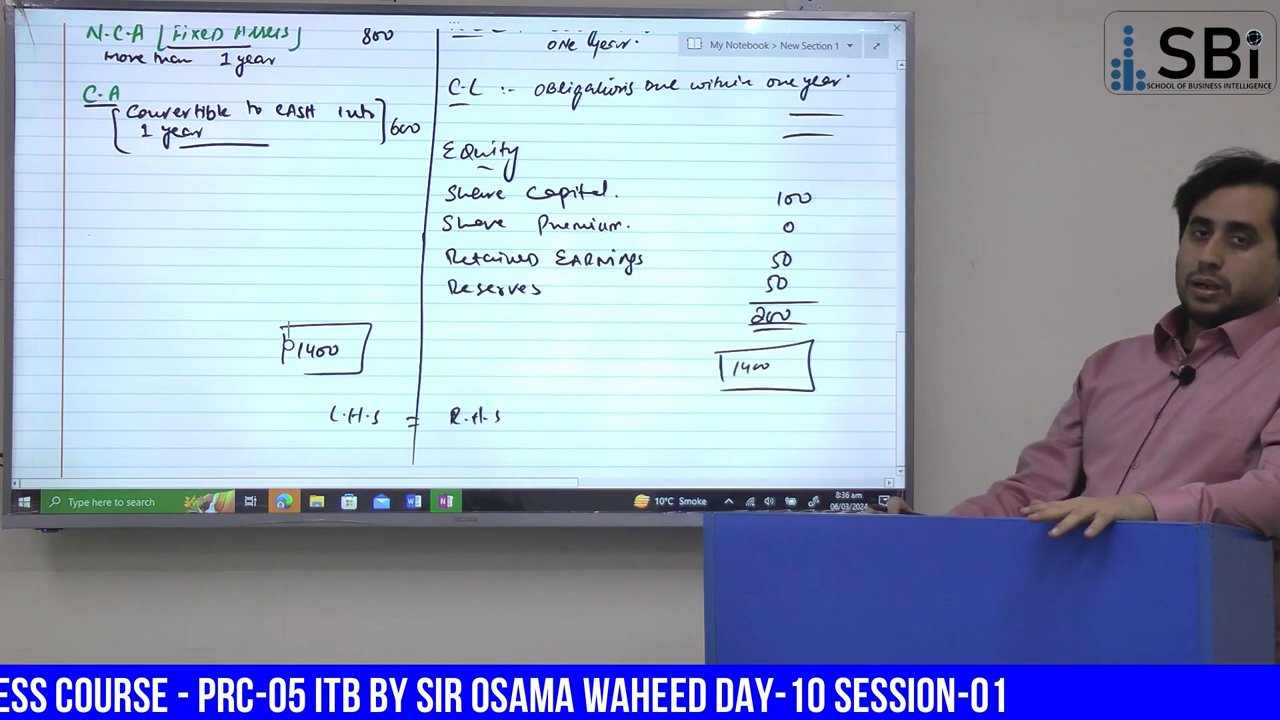 N.C.A [Fixed Assets] 800
More than 1 year
C.A
Convertible to CASH into
1 year 600
one year.
My Notebook > New Section 1
C.L :- obligations due within one year.
Equity
Share Capital. 100
Share Premium. 0
Retained EARNINGS 50
Reserves 50
200
1400
1400
L.H.S = R.H.S
Type here to search
10°C Smoke
8:36 am
06/03/2024
SBi
SCHOOL OF BUSINESS INTELLIGENCE
ESS COURSE - PRC-05 ITB BY SIR OSAMA WAHEED DAY-10 SESSION-01